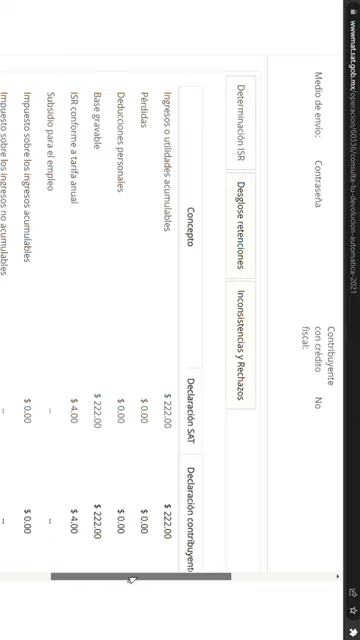 wwwmat.sat.gob.mx/operacion/60136/consulta-tu-devolucion-automatica-2021
Medio de envío: Contraseña
Contribuyente con crédito fiscal: No
Determinación ISR Desglose retenciones Inconsistencias y Rechazos
Concepto Declaración SAT Declaración contribuyent
Ingresos o utilidades acumulables $ 222.00 $ 222.00
Pérdidas $ 0.00 $ 0.00
Deducciones personales $ 0.00 $ 0.00
Base gravable $ 222.00 $ 222.00
ISR conforme a tarifa anual $ 4.00 $ 4.00
Subsidio para el empleo -- --
Impuesto sobre los ingresos acumulables $ 0.00 $ 0.00
Impuesto sobre los ingresos no acumulables -- --